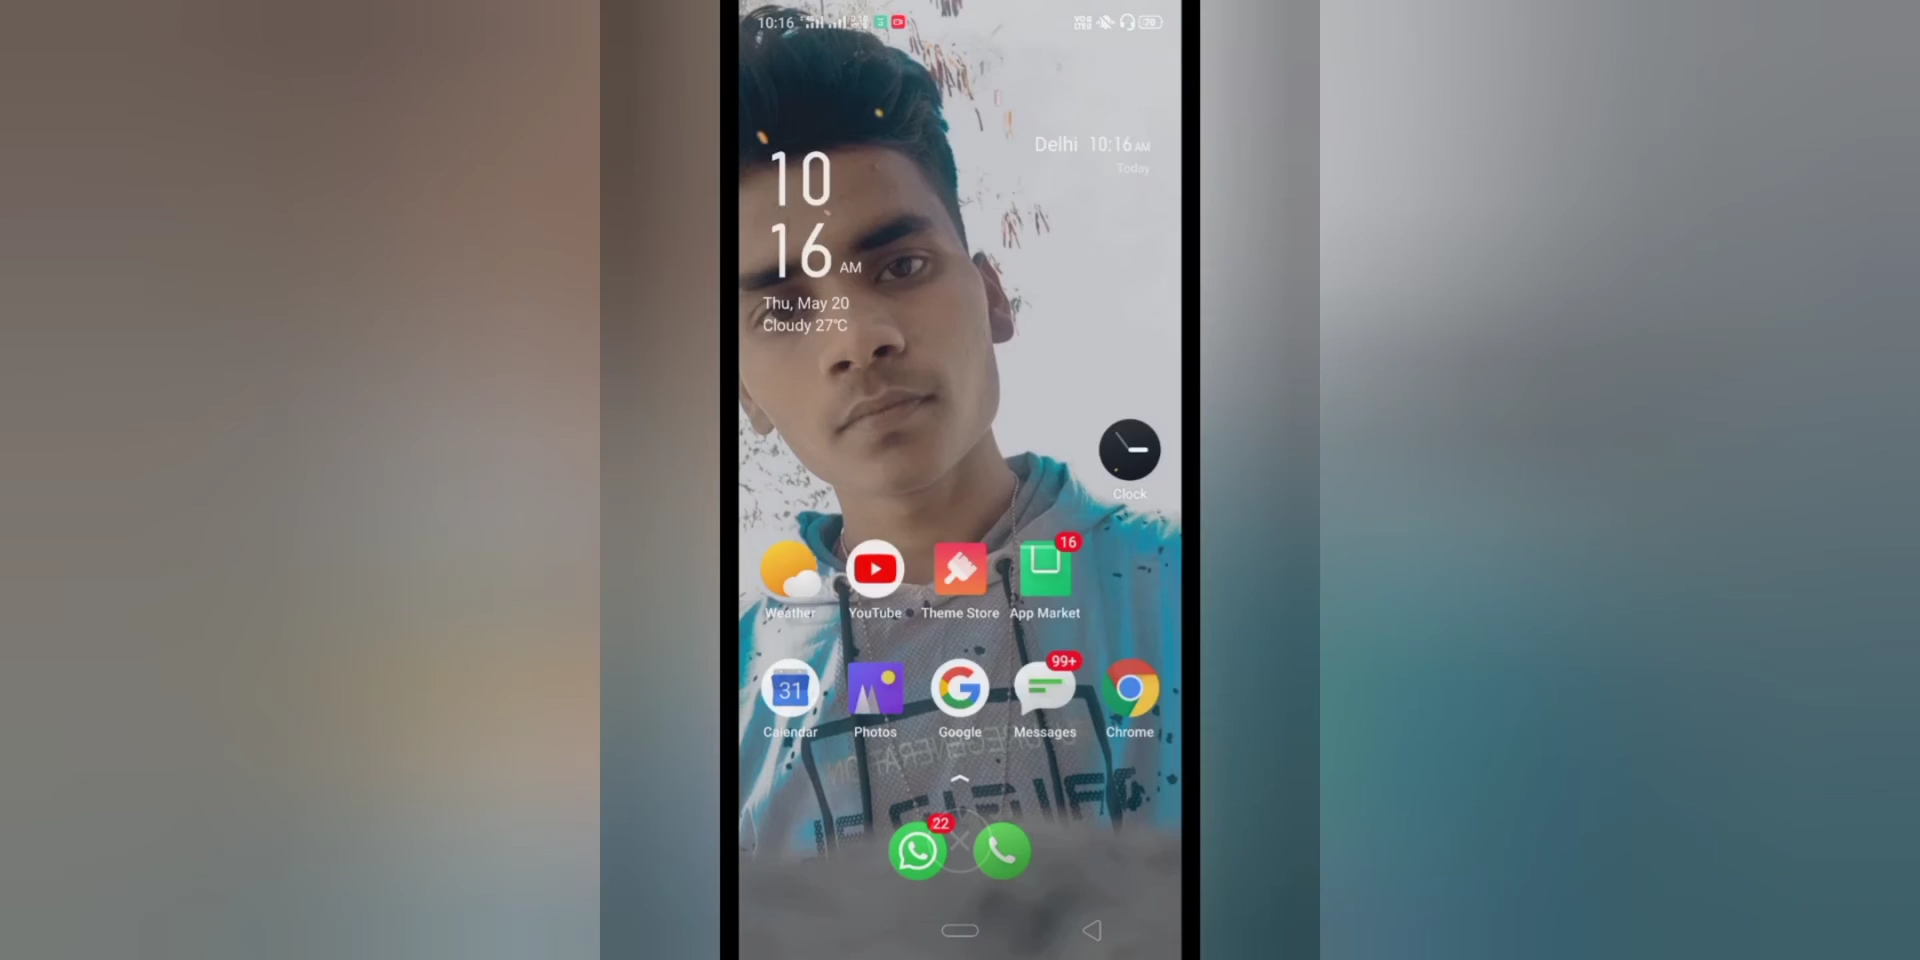 10:16
70
Delhi 10:16 AM
Today
10
16 AM
Thu, May 20
Cloudy 27°C
Clock
16
Weather YouTube Theme Store App Market
31
99+
Calendar Photos Google Messages Chrome
22